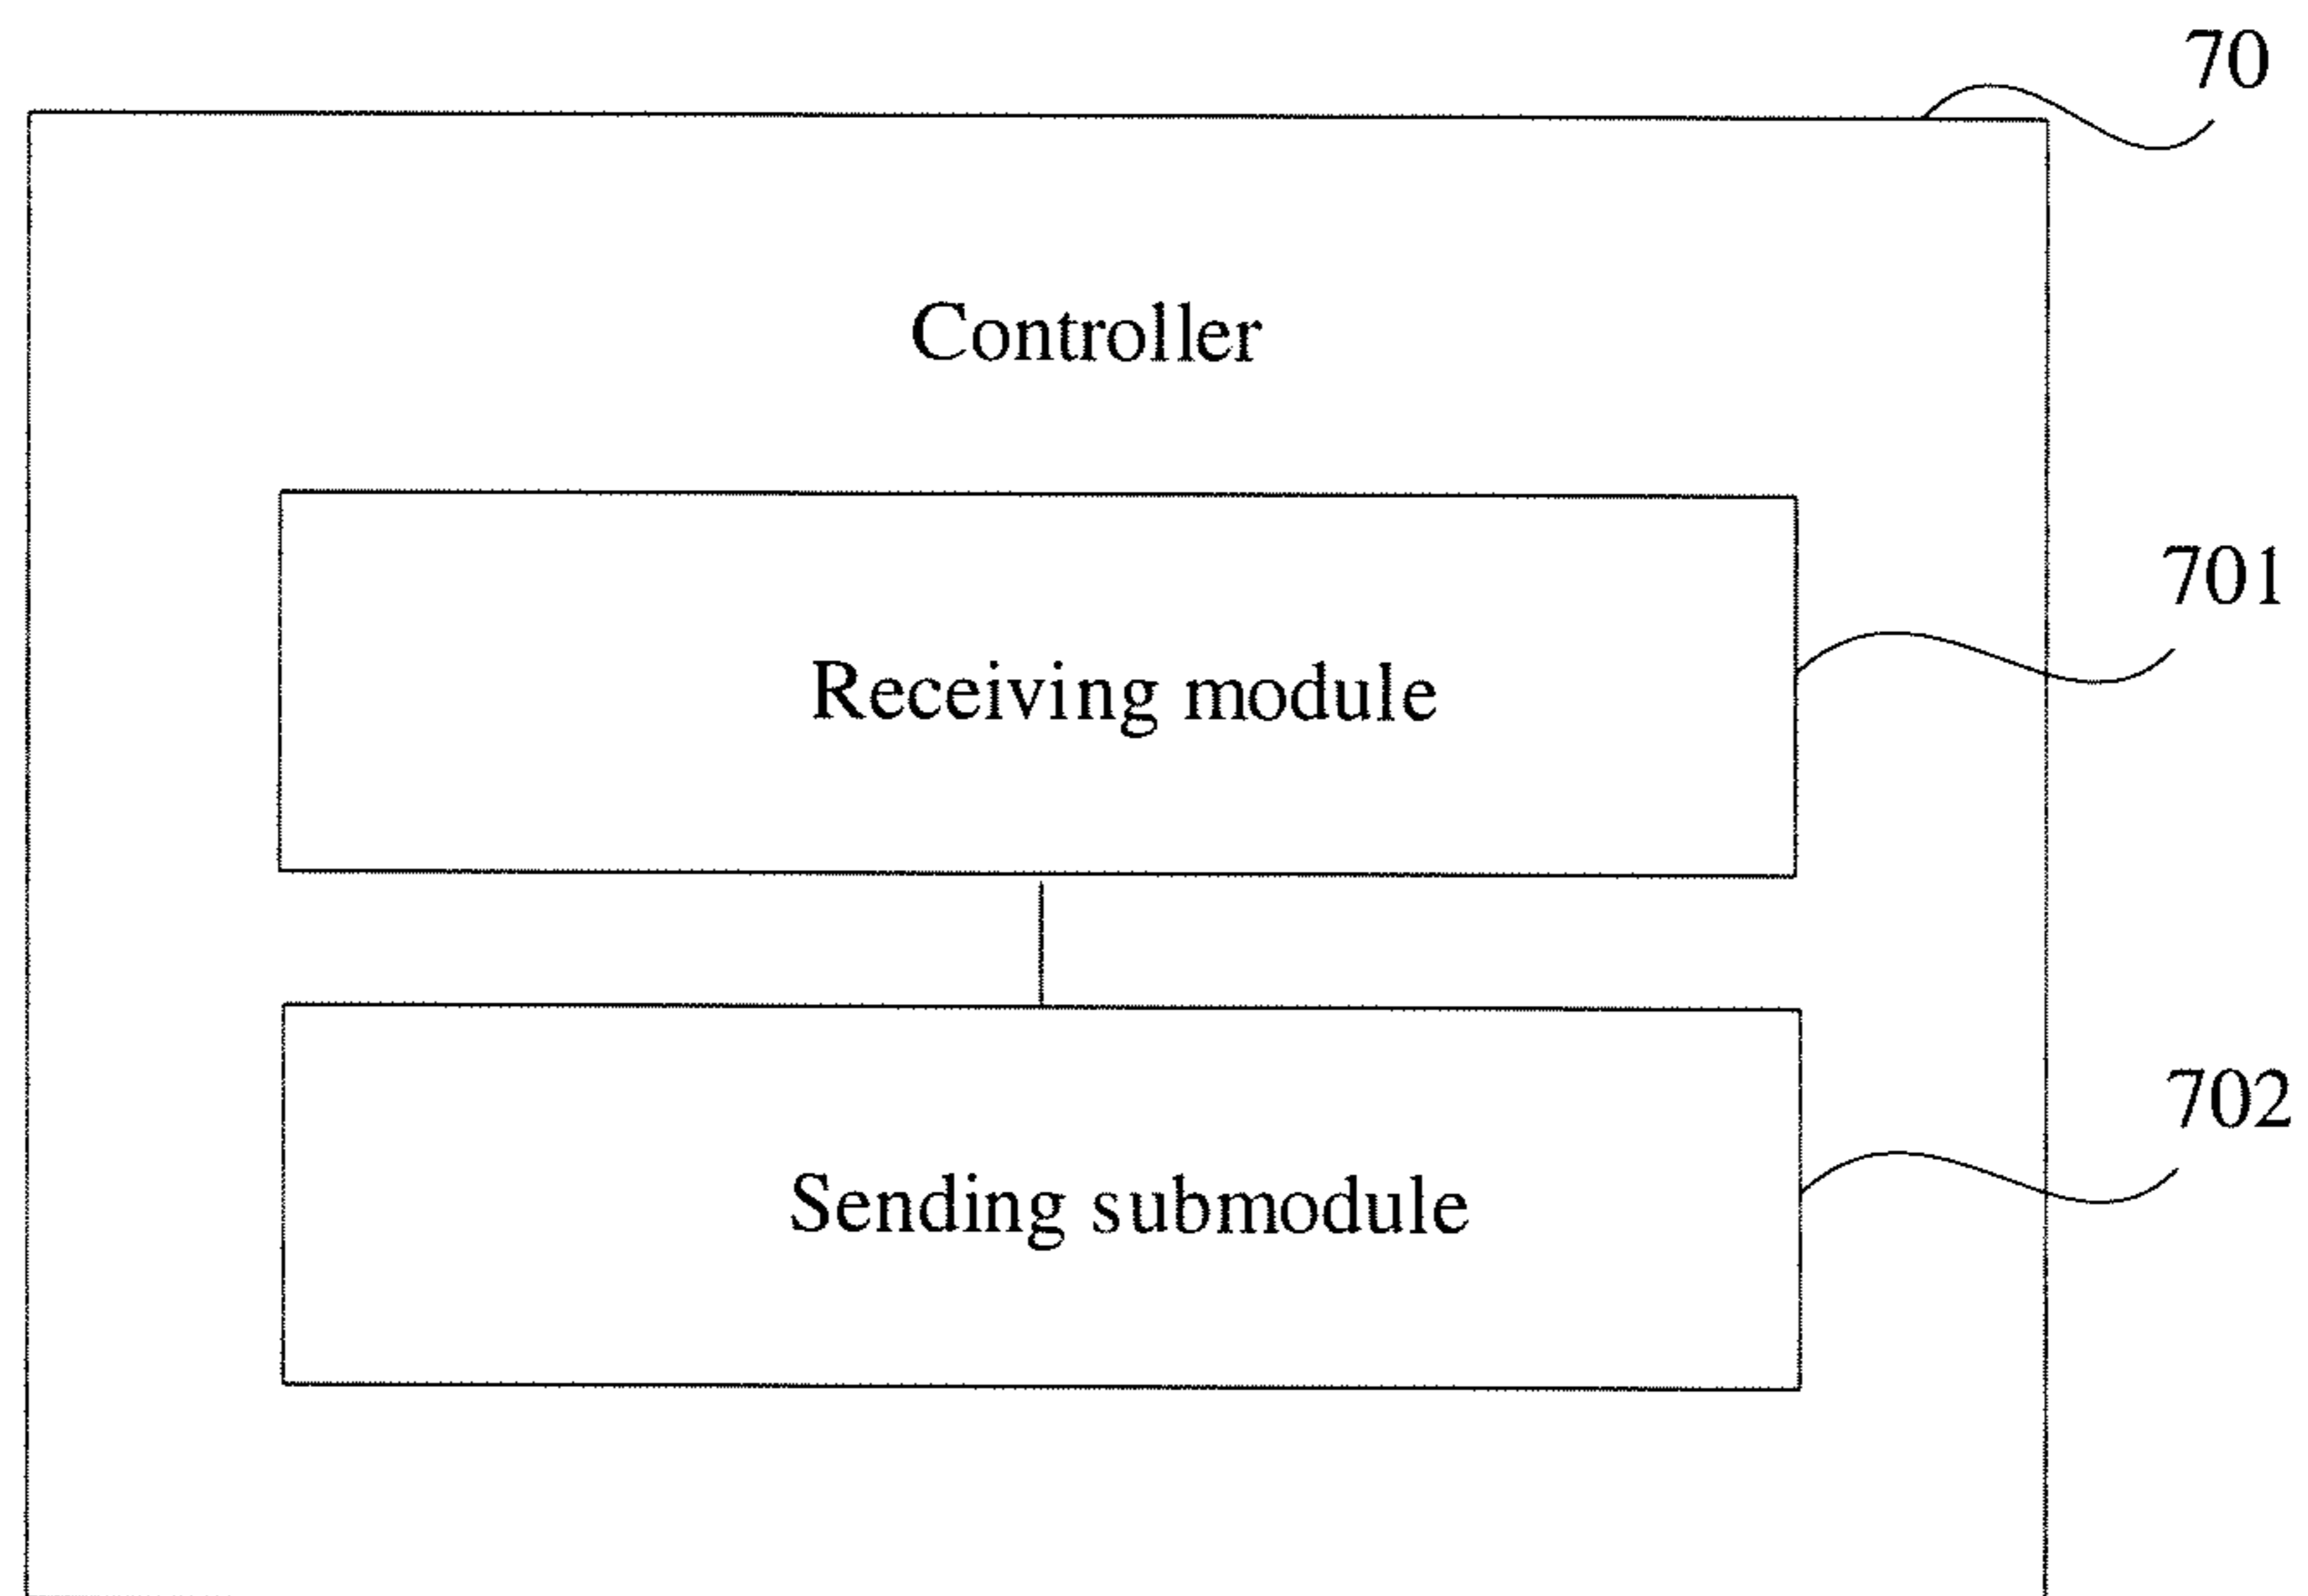 70
Controller
701
Receiving module
702
Sending submodule